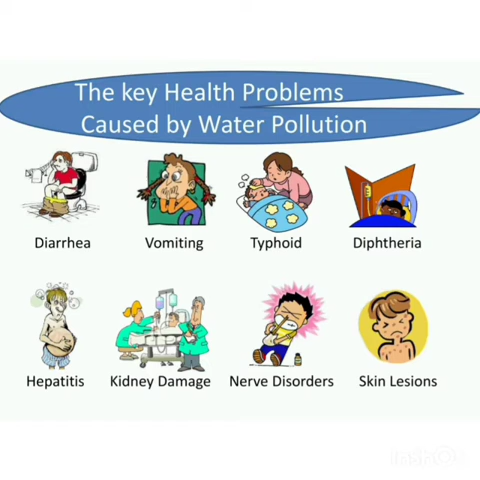 The key Health Problems
Caused by Water Pollution
Diarrhea
Vomiting
Typhoid
Diphtheria
Hepatitis
Kidney Damage
Nerve Disorders
Skin Lesions
InShOt